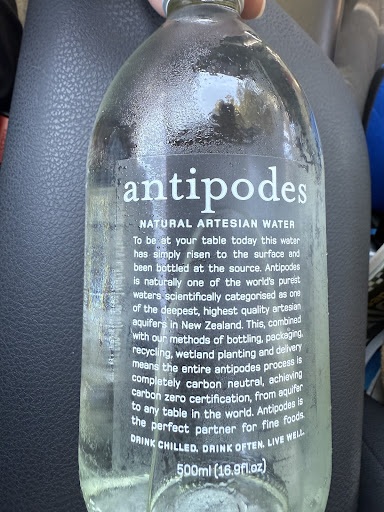 antipodes
NATURAL ARTESIAN WATER
To be at your table today this water
has simply risen to the surface and
been bottled at the source. Antipodes
is naturally one of the world's purest
waters, scientifically categorised as one
of the deepest, highest quality artesian
aquifers in New Zealand. This, combined
with our methods of bottling, packaging,
recycling, wetland planting and delivery
means the entire antipodes process is
completely carbon neutral, achieving
carbon zero certification, from aquifer
to any table in the world. Antipodes is
the perfect partner for fine foods.
DRINK CHILLED. DRINK OFTEN. LIVE WELL.
500ml (16.9fl.oz)